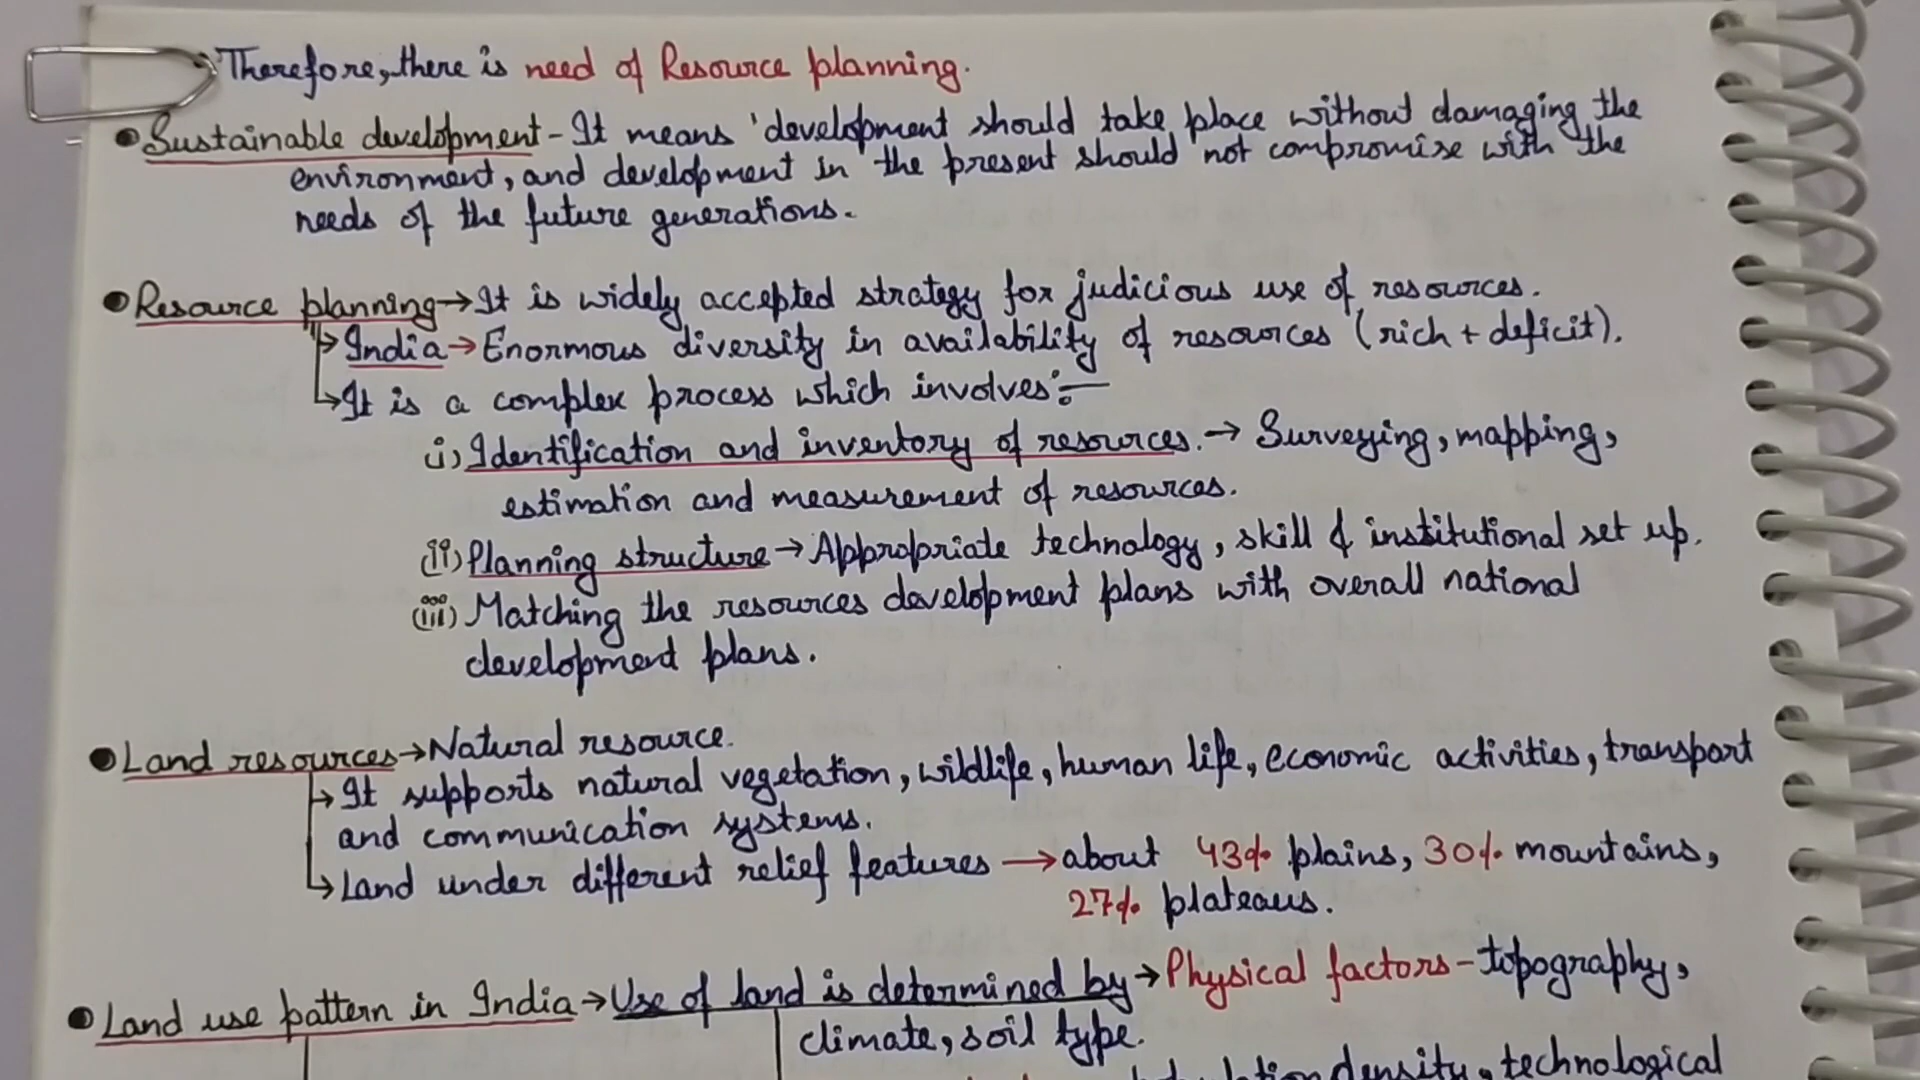 Therefore, there is need of Resource planning.
• Sustainable development - It means 'development should take place without damaging the
environment, and development in the present should not compromise with the
needs of the future generations.
• Resource planning → It is widely accepted strategy for judicious use of resources.
↳ India → Enormous diversity in availability of resources (rich + deficit).
↳ It is a complex process which involves:—
(i) Identification and inventory of resources. → Surveying, mapping,
estimation and measurement of resources.
(ii) Planning structure → Appropriate technology, skill & institutional set up.
(iii) Matching the resources development plans with overall national
development plans.
• Land resources → Natural resource.
↳ It supports natural vegetation, wildlife, human life, economic activities, transport
and communication systems.
↳ Land under different relief features → about 43% plains, 30% mountains,
27% plateaus.
• Land use pattern in India → Use of land is determined by → Physical factors - topography,
climate, soil type.
density, technological